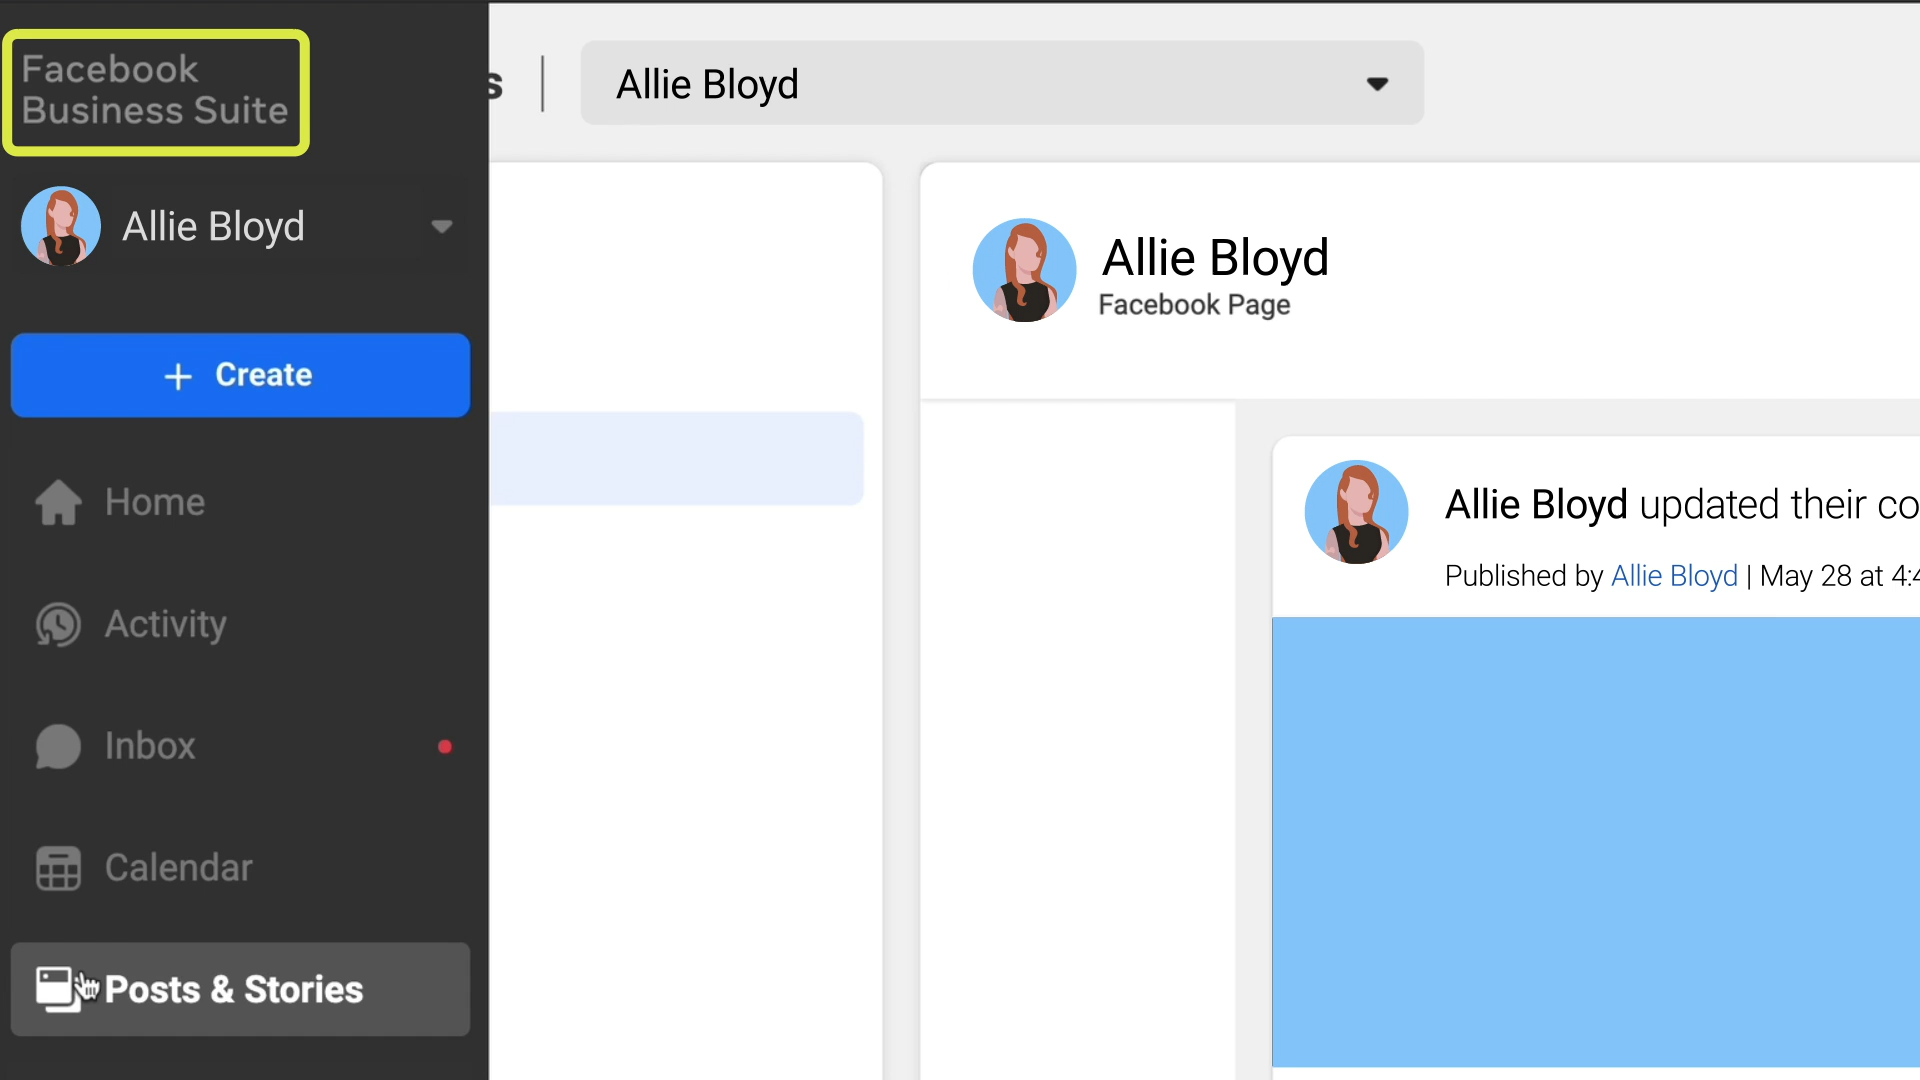 Facebook
Business Suite
Allie Bloyd
Create
Home
Activity
Inbox
Calendar
Posts & Stories
s
Allie Bloyd
Allie Bloyd
Facebook Page
Allie Bloyd updated their co
Published by Allie Bloyd | May 28 at 4:4